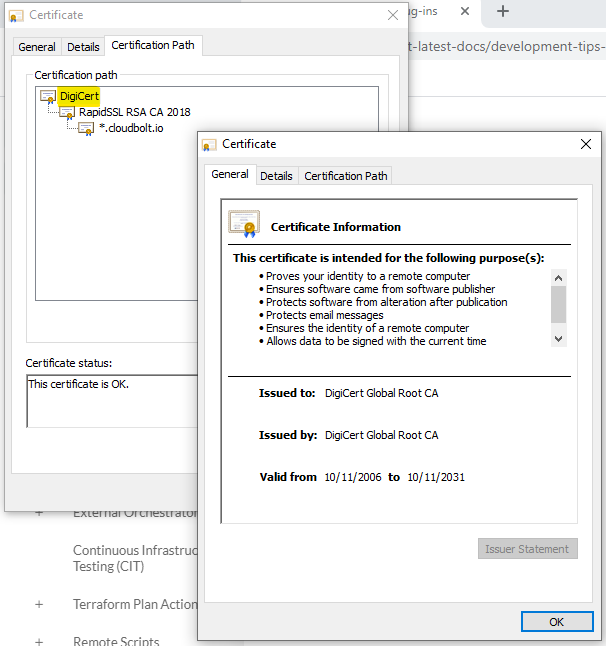 Certificate
ug-ins
General
Details
Certification Path
t-latest-docs/development-tips-
Certification path
DigiCert
RapidSSL RSA CA 2018
*.cloudbolt.io
Certificate status:
This certificate is OK.
Certificate
General
Details
Certification Path
Certificate Information
This certificate is intended for the following purpose(s):
• Proves your identity to a remote computer
• Ensures software came from software publisher
• Protects software from alteration after publication
• Protects email messages
• Ensures the identity of a remote computer
• Allows data to be signed with the current time
Issued to: DigiCert Global Root CA
Issued by: DigiCert Global Root CA
Valid from 10/11/2006 to 10/11/2031
Issuer Statement
OK
+ External Orchestrator
Continuous Infrastruc
Testing (CIT)
+ Terraform Plan Action
+ Remote Scripts